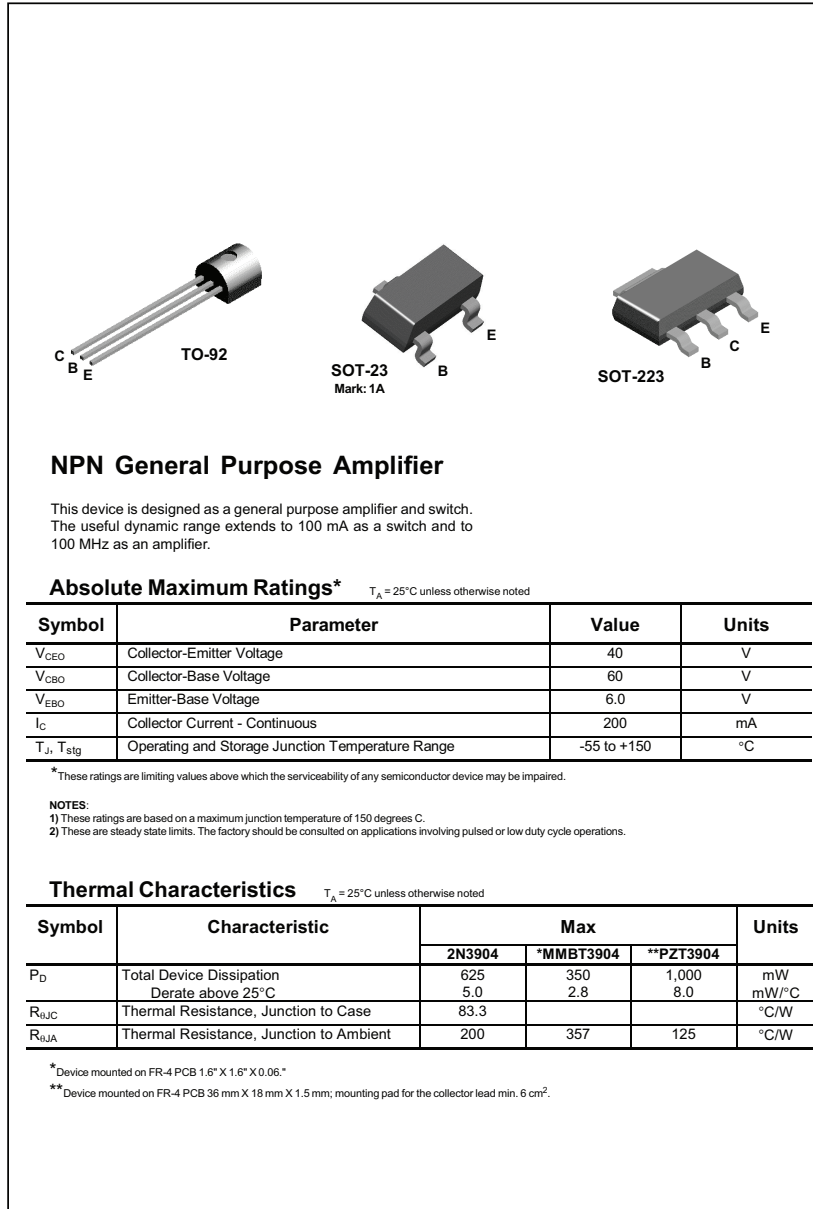 C
B
E
TO-92
SOT-23
Mark: 1A
B
E
SOT-223
B
C
E
NPN General Purpose Amplifier
This device is designed as a general purpose amplifier and switch.
The useful dynamic range extends to 100 mA as a switch and to
100 MHz as an amplifier.
Absolute Maximum Ratings* TA = 25°C unless otherwise noted
Symbol Parameter Value Units
VCEO Collector-Emitter Voltage 40 V
VCBO Collector-Base Voltage 60 V
VEBO Emitter-Base Voltage 6.0 V
IC Collector Current - Continuous 200 mA
TJ, Tstg Operating and Storage Junction Temperature Range -55 to +150 °C
*These ratings are limiting values above which the serviceability of any semiconductor device may be impaired.
NOTES:
1) These ratings are based on a maximum junction temperature of 150 degrees C.
2) These are steady state limits. The factory should be consulted on applications involving pulsed or low duty cycle operations.
Thermal Characteristics TA = 25°C unless otherwise noted
Symbol Characteristic Max Units
2N3904 *MMBT3904 **PZT3904
PD Total Device Dissipation 625 350 1,000 mW
Derate above 25°C 5.0 2.8 8.0 mW/°C
RθJC Thermal Resistance, Junction to Case 83.3 °C/W
RθJA Thermal Resistance, Junction to Ambient 200 357 125 °C/W
*Device mounted on FR-4 PCB 1.6" X 1.6" X 0.06."
**Device mounted on FR-4 PCB 36 mm X 18 mm X 1.5 mm; mounting pad for the collector lead min. 6 cm².